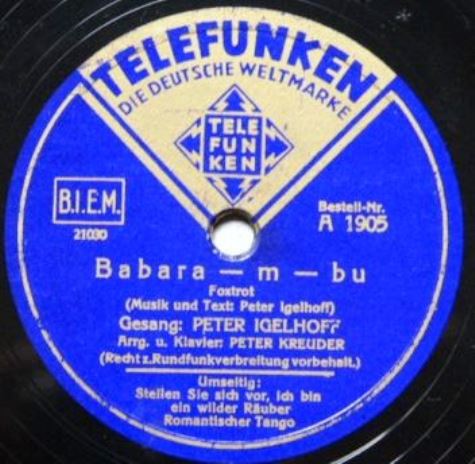 TELEFUNKEN
DIE DEUTSCHE WELTMARKE
TELE
FUN
KEN
B.I.E.M.
21030
Bestell-Nr.
A 1905
Babara — m — bu
Foxtrot
(Musik und Text: Peter Igelhoff)
Gesang: PETER IGELHOFF
Arrg. u. Klavier: PETER KREUDER
(Recht z. Rundfunkverbreitung vorbehalt.)
Umseitig:
Stellen Sie sich vor, ich bin
ein wilder Räuber
Romantischer Tango